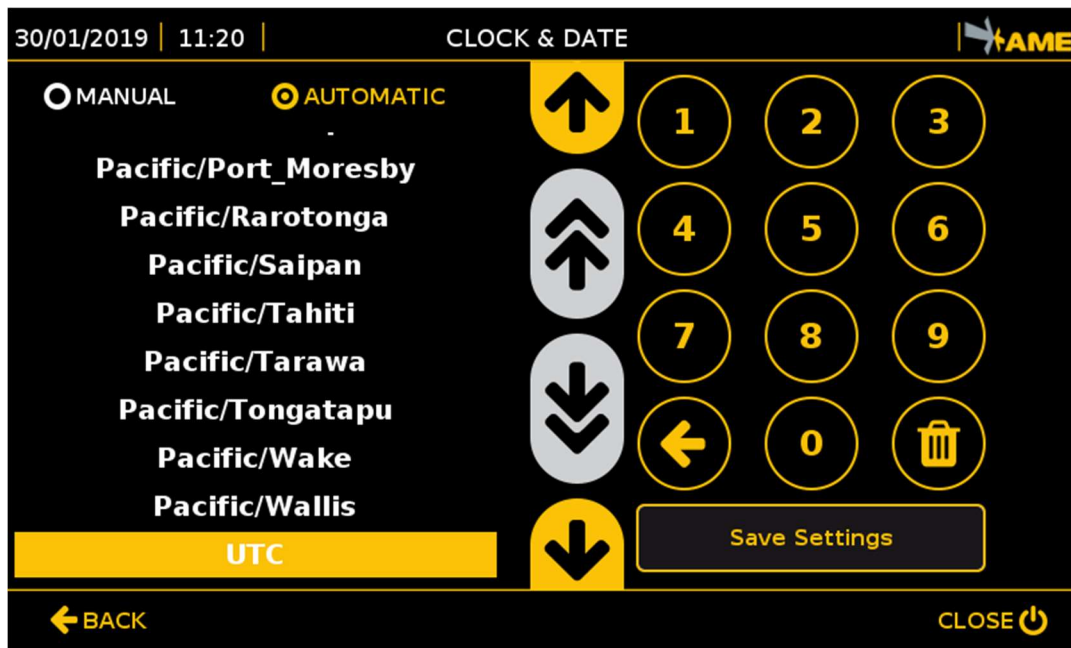 30/01/2019 11:20 CLOCK & DATE AME
MANUAL AUTOMATIC
Pacific/Port_Moresby
Pacific/Rarotonga
Pacific/Saipan
Pacific/Tahiti
Pacific/Tarawa
Pacific/Tongatapu
Pacific/Wake
Pacific/Wallis
UTC
1 2 3
4 5 6
7 8 9
0
Save Settings
BACK CLOSE